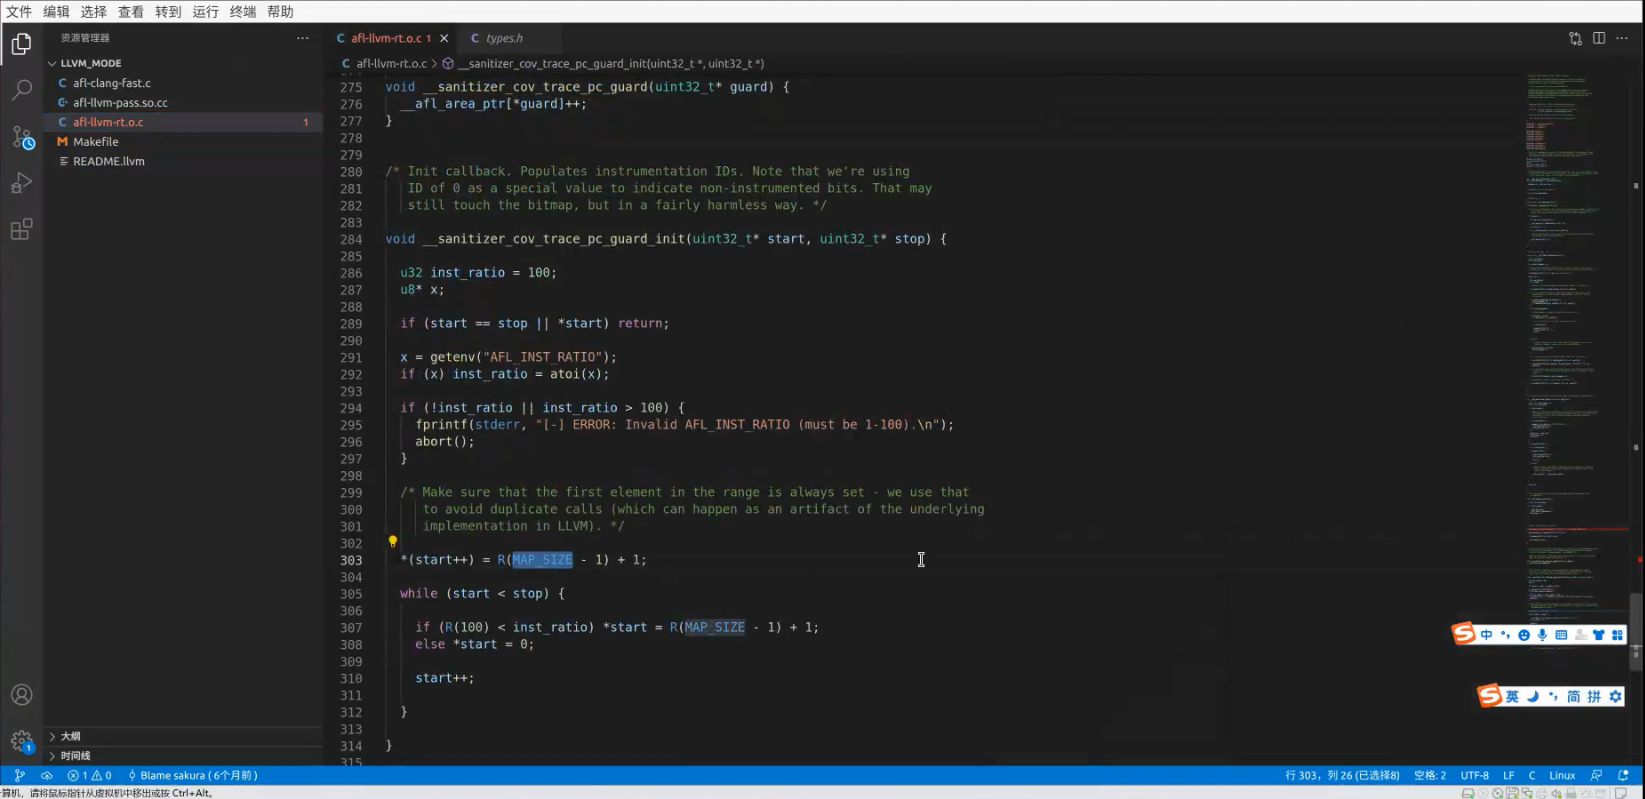 文件 编辑 选择 查看 转到 运行 终端 帮助
资源管理器 ···
LLVM_MODE
afl-clang-fast.c
afl-llvm-pass.so.cc
afl-llvm-rt.o.c 1
Makefile
README.llvm
大纲
时间线
afl-llvm-rt.o.c 1 types.h
afl-llvm-rt.o.c > __sanitizer_cov_trace_pc_guard_init(uint32_t *, uint32_t *)
275 void __sanitizer_cov_trace_pc_guard(uint32_t* guard) {
276 __afl_area_ptr[*guard]++;
277 }
278
279
280 /* Init callback. Populates instrumentation IDs. Note that we're using
281 ID of 0 as a special value to indicate non-instrumented bits. That may
282 still touch the bitmap, but in a fairly harmless way. */
283
284 void __sanitizer_cov_trace_pc_guard_init(uint32_t* start, uint32_t* stop) {
285
286 u32 inst_ratio = 100;
287 u8* x;
288
289 if (start == stop || *start) return;
290
291 x = getenv("AFL_INST_RATIO");
292 if (x) inst_ratio = atoi(x);
293
294 if (!inst_ratio || inst_ratio > 100) {
295 fprintf(stderr, "[-] ERROR: Invalid AFL_INST_RATIO (must be 1-100).\n");
296 abort();
297 }
298
299 /* Make sure that the first element in the range is always set - we use that
300 to avoid duplicate calls (which can happen as an artifact of the underlying
301 implementation in LLVM). */
302
303 *(start++) = R(MAP_SIZE - 1) + 1;
304
305 while (start < stop) {
306
307 if (R(100) < inst_ratio) *start = R(MAP_SIZE - 1) + 1;
308 else *start = 0;
309
310 start++;
311
312 }
313
314 }
315
S 中
S 英 简 拼
1 0 Blame sakura ( 6个月前 ) 行 303，列 26 (已选择8) 空格: 2 UTF-8 LF C Linux
计算机，请将鼠标指针从虚拟机中移出或按 Ctrl+Alt。